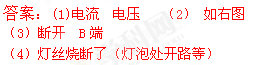 答案：(1)电流 电压 （2） 如右图
（3）断开 B端
（4）灯丝烧断了（灯泡处开路等）